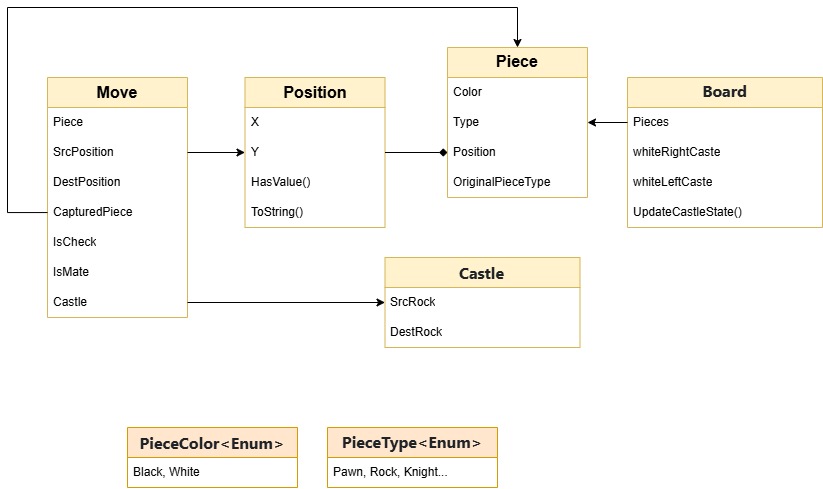 Move
Piece
SrcPosition
DestPosition
CapturedPiece
IsCheck
IsMate
Castle
Position
X
Y
HasValue()
ToString()
Piece
Color
Type
Position
OriginalPieceType
Board
Pieces
whiteRightCaste
whiteLeftCaste
UpdateCastleState()
Castle
SrcRock
DestRock
PieceColor<Enum>
Black, White
PieceType<Enum>
Pawn, Rock, Knight...